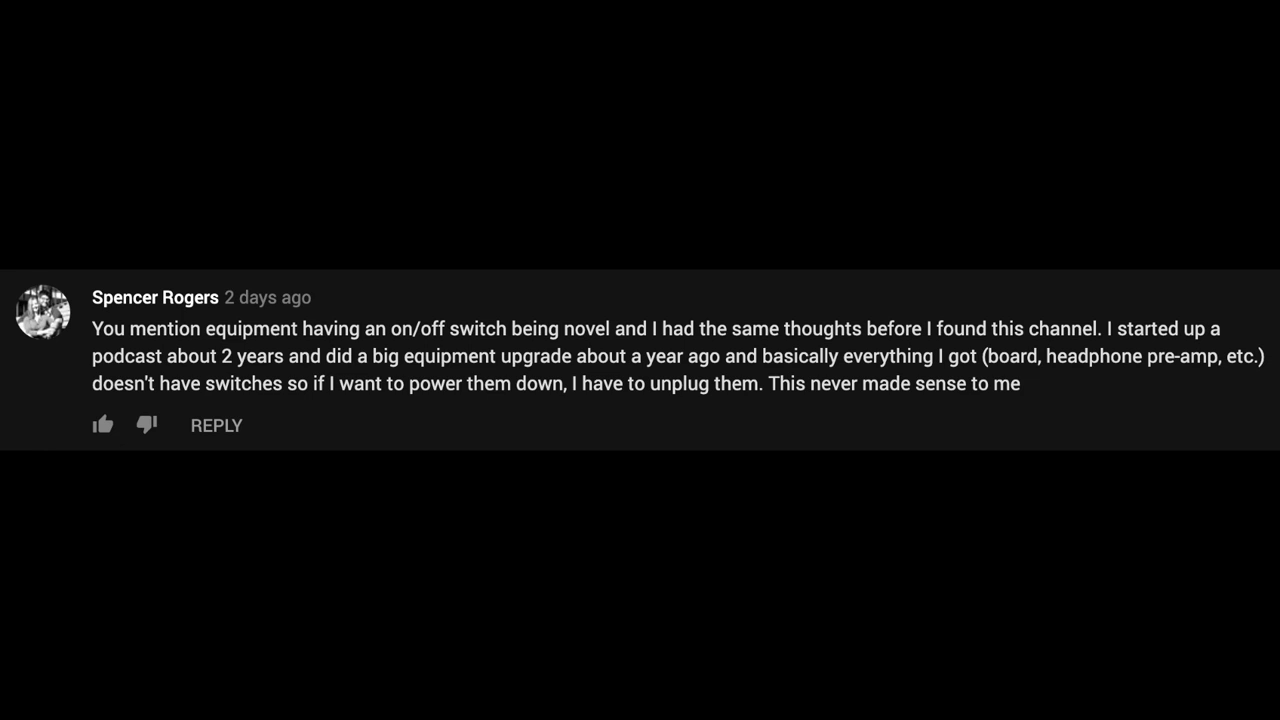 Spencer Rogers 2 days ago
You mention equipment having an on/off switch being novel and I had the same thoughts before I found this channel. I started up a
podcast about 2 years and did a big equipment upgrade about a year ago and basically everything I got (board, headphone pre-amp, etc.)
doesn't have switches so if I want to power them down, I have to unplug them. This never made sense to me
REPLY